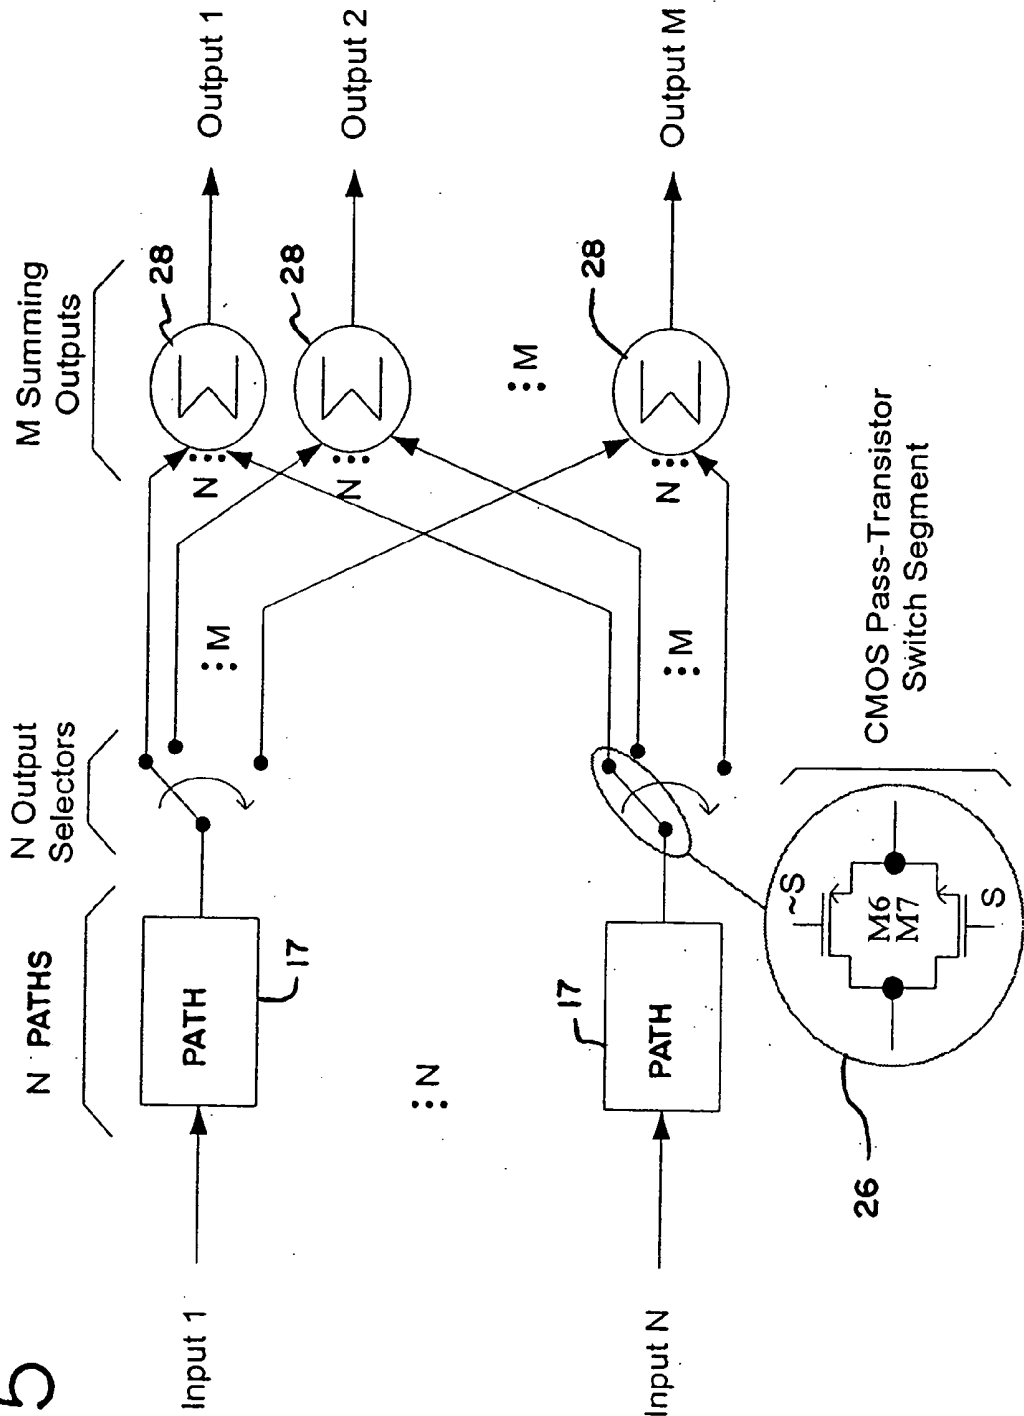 5
N PATHS
N Output
Selectors
M Summing
Outputs
Input 1
PATH
17
M
N
28
Output 1
N
28
Output 2
N
M
Input N
PATH
17
M
N
28
Output M
26
~S
M6
M7
S
CMOS Pass-Transistor
Switch Segment